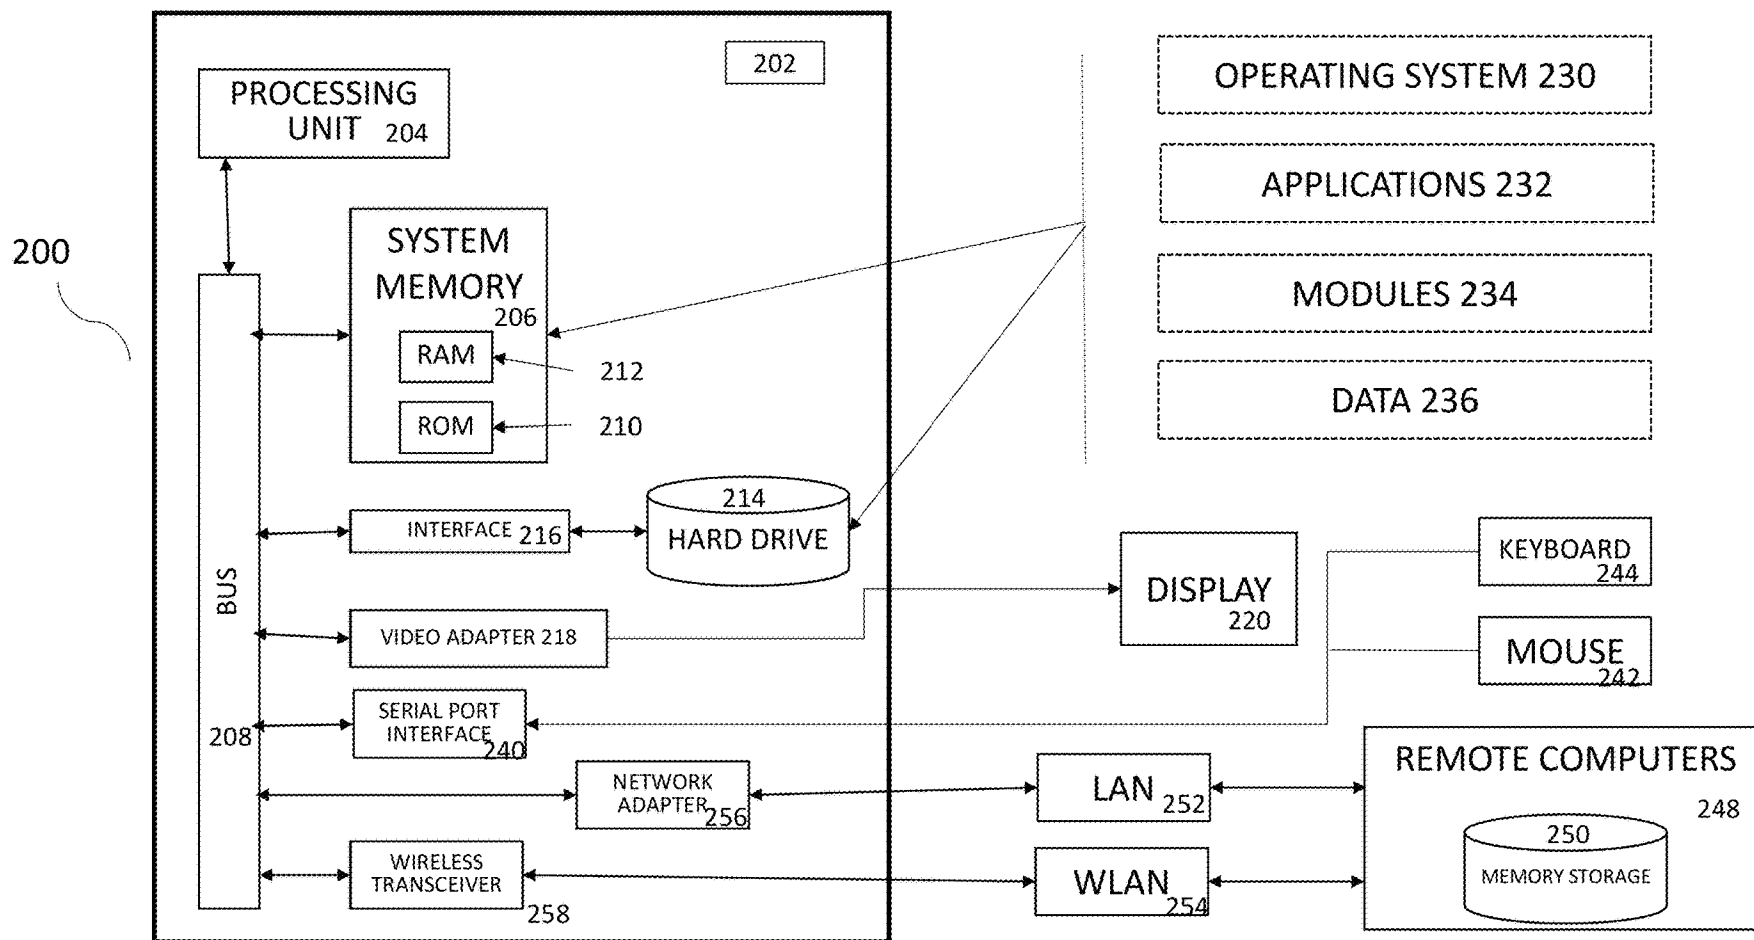 200
202
PROCESSING
UNIT 204
SYSTEM
MEMORY
206
RAM
212
ROM
210
214
HARD DRIVE
INTERFACE 216
BUS
208
VIDEO ADAPTER 218
SERIAL PORT
INTERFACE
240
NETWORK
ADAPTER
256
WIRELESS
TRANSCEIVER
258
OPERATING SYSTEM 230
APPLICATIONS 232
MODULES 234
DATA 236
DISPLAY
220
KEYBOARD
244
MOUSE
242
LAN 252
WLAN
254
REMOTE COMPUTERS
248
250
MEMORY STORAGE